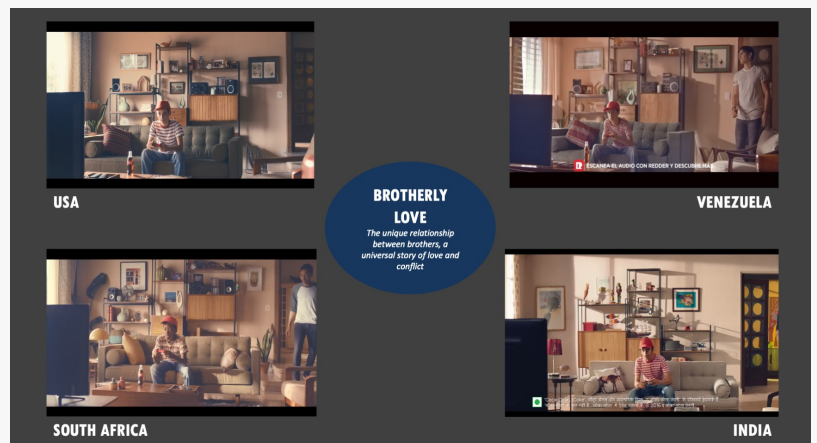 ESCANEA EL AUDIO CON REDDER Y DESCUBRE MÁS
USA
VENEZUELA
BROTHERLY
LOVE
The unique relationship
between brothers, a
universal story of love and
conflict
SOUTH AFRICA
INDIA